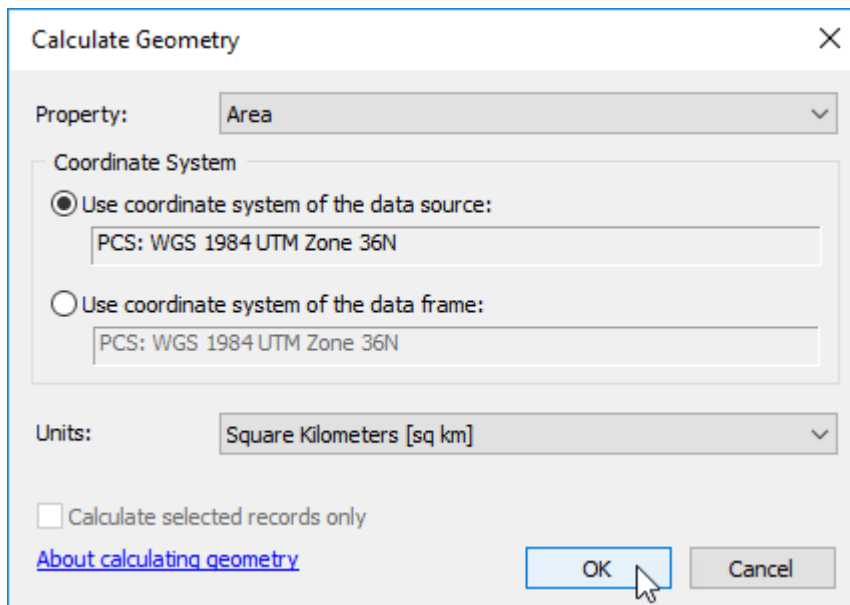 Calculate Geometry
Property: Area
Coordinate System
Use coordinate system of the data source:
PCS: WGS 1984 UTM Zone 36N
Use coordinate system of the data frame:
PCS: WGS 1984 UTM Zone 36N
Units: Square Kilometers [sq km]
Calculate selected records only
About calculating geometry
OK Cancel